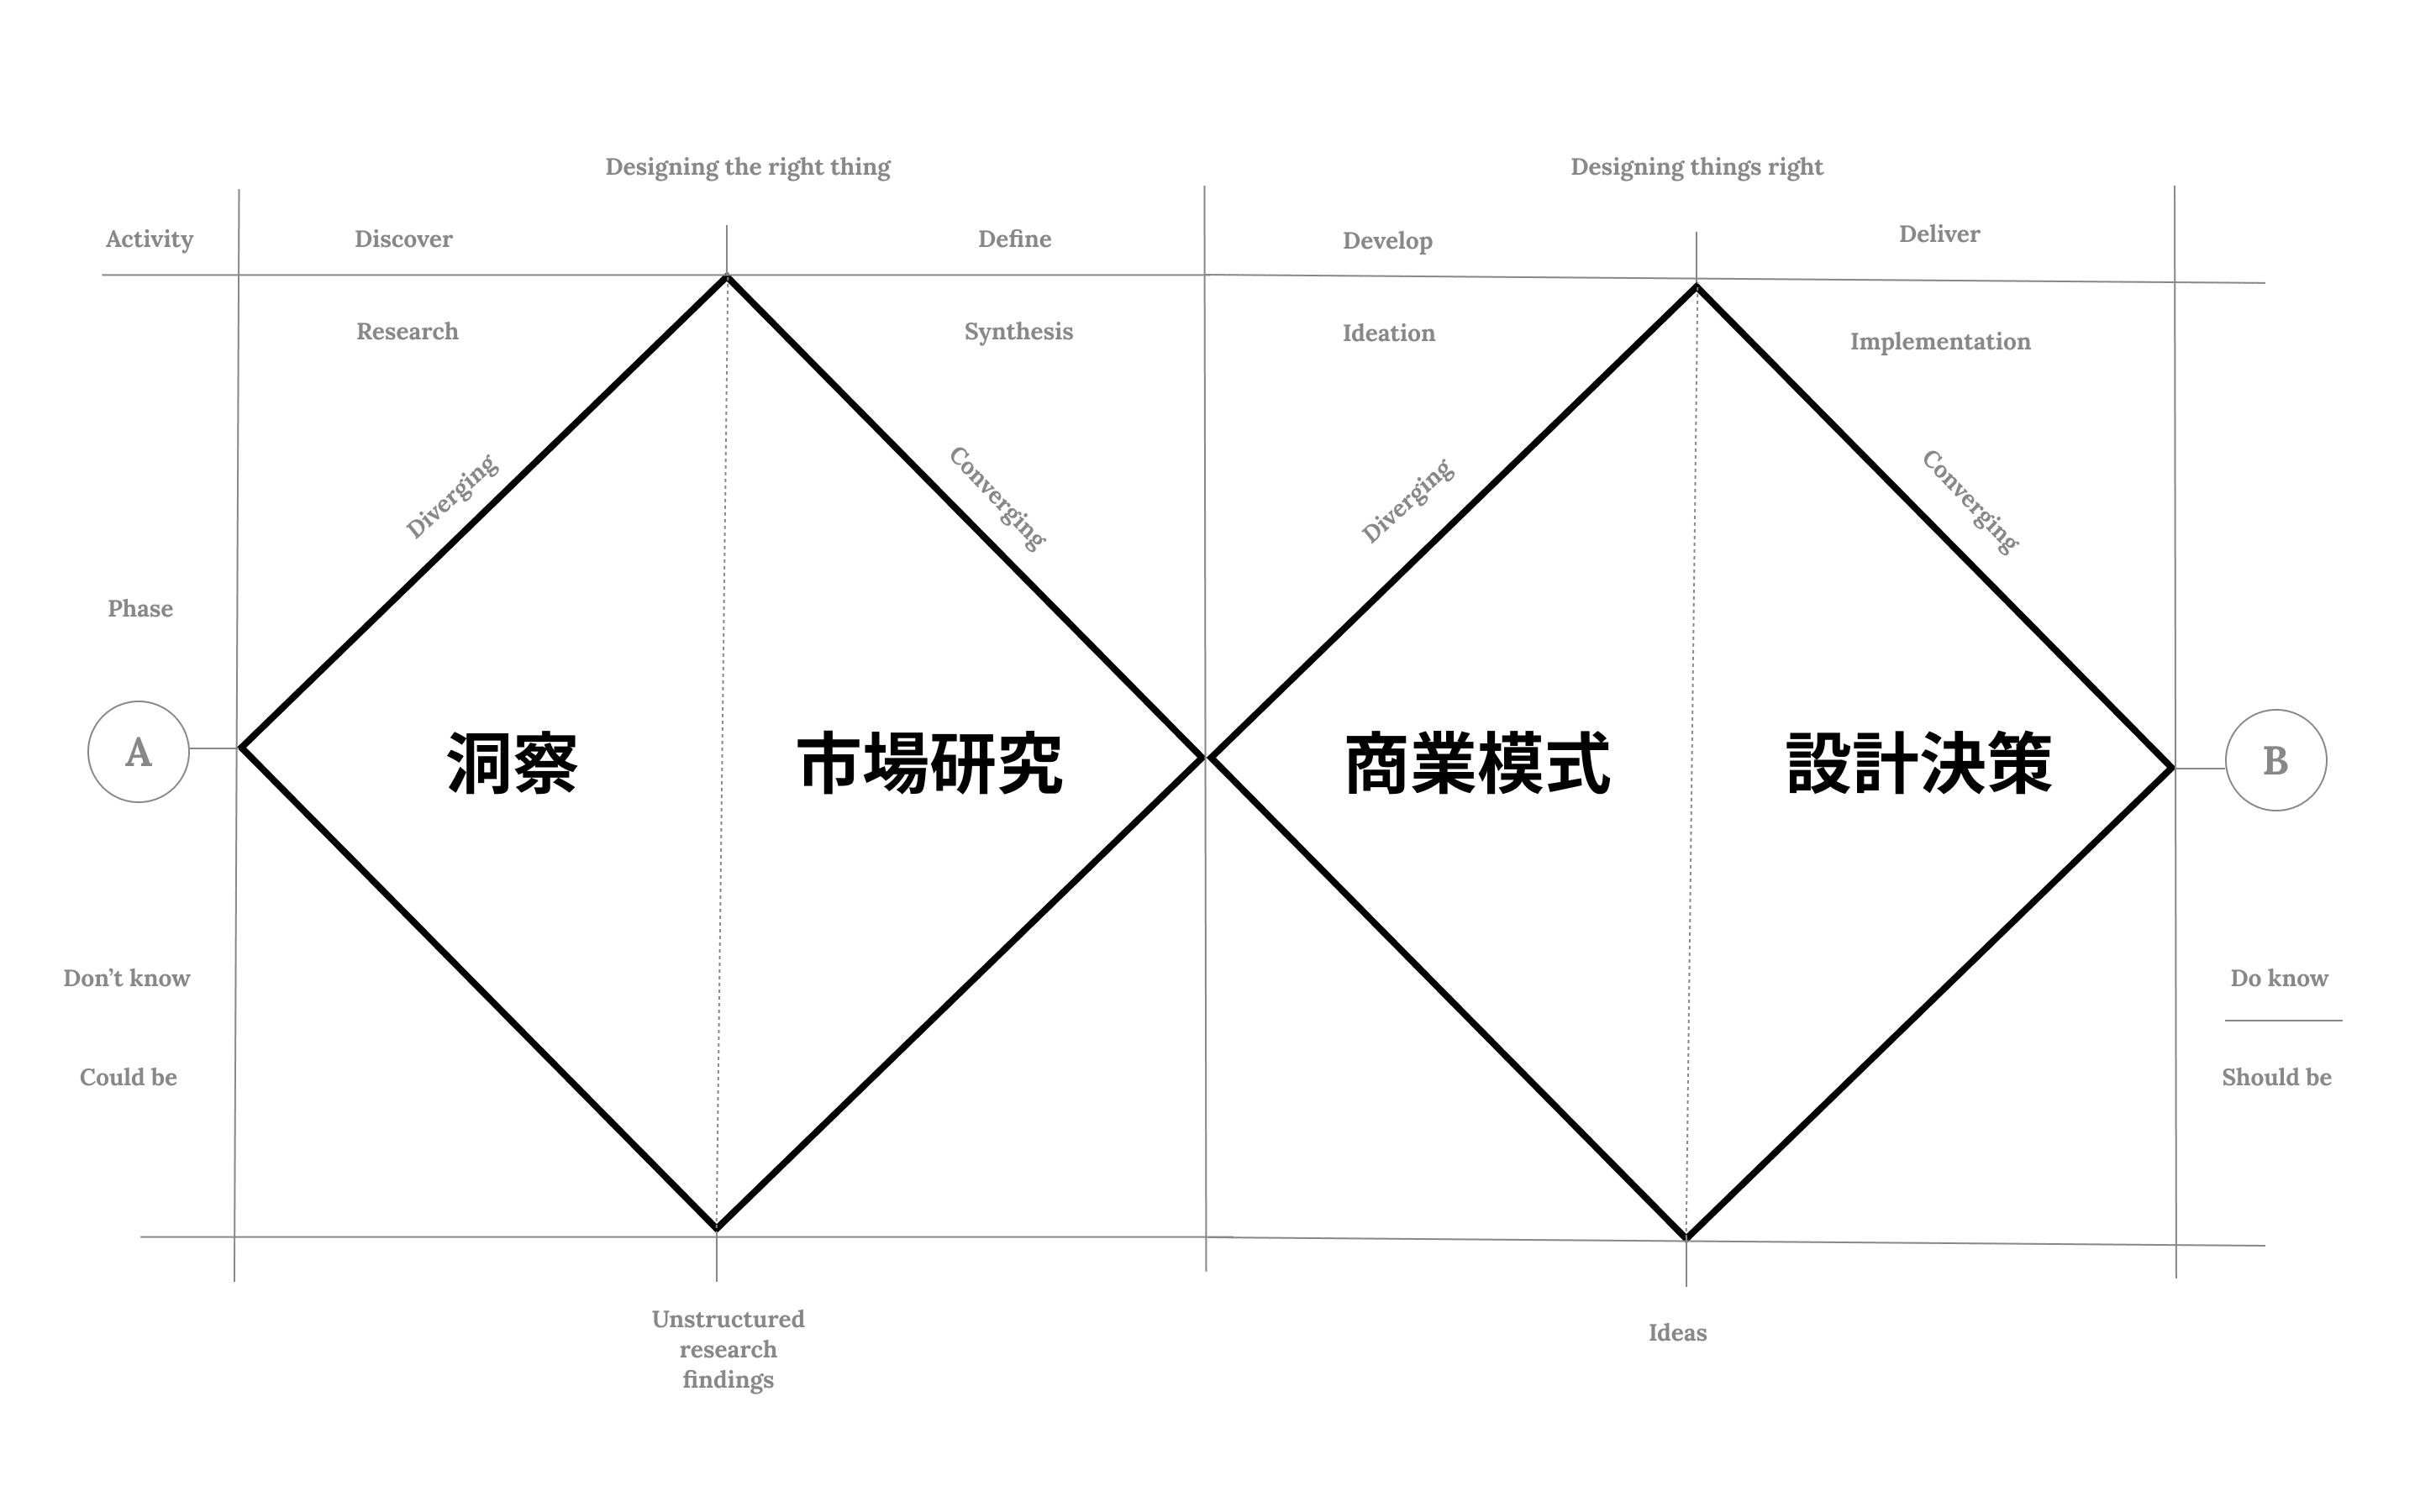 Designing the right thing
Designing things right
Activity
Discover
Define
Develop
Deliver
Research
Synthesis
Ideation
Implementation
Diverging
Converging
Diverging
Converging
Phase
A
洞察
市場研究
商業模式
設計決策
B
Don’t know
Do know
Could be
Should be
Unstructured
research
findings
Ideas